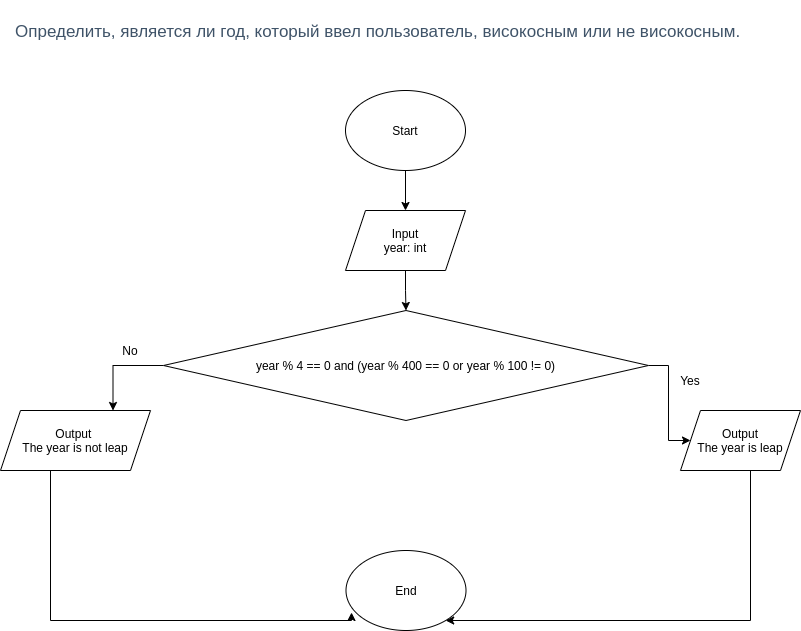 Определить, является ли год, который ввел пользователь, високосным или не високосным.
Start
Input
year: int
year % 4 == 0 and (year % 400 == 0 or year % 100 != 0)
No
Yes
Output
The year is not leap
Output
The year is leap
End